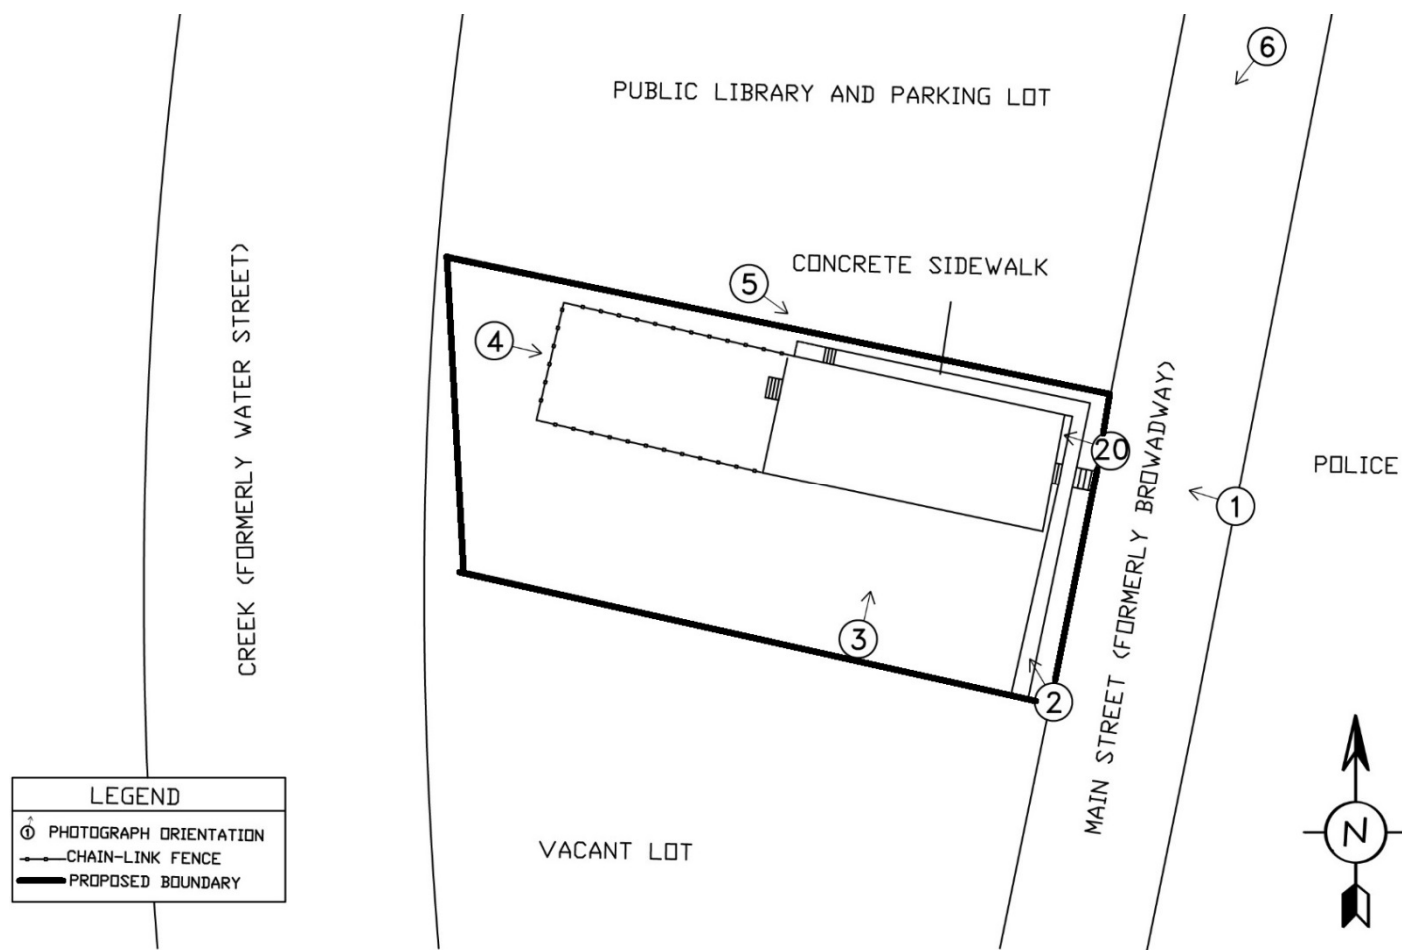 6
PUBLIC LIBRARY AND PARKING LOT
CONCRETE SIDEWALK
5
4
CREEK (FORMERLY WATER STREET)
20
POLICE
1
MAIN STREET (FORMERLY BROWADWAY)
3
2
LEGEND
1 PHOTOGRAPH ORIENTATION
CHAIN-LINK FENCE
PROPOSED BOUNDARY
VACANT LOT
N